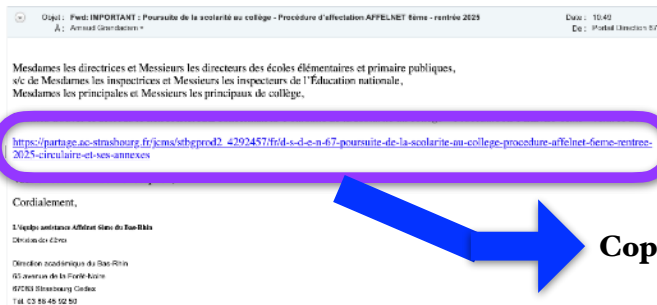 Objet : Fwd: IMPORTANT : Poursuite de la scolarité au collège - Procédure d'affectation AFFELNET 6ème - rentrée 2025
Date : 10:49
À :
De : Portail Direction 67
Mesdames les directrices et Messieurs les directeurs des écoles élémentaires et primaire publiques,
s/c de Mesdames les inspectrices et Messieurs les inspecteurs de l'Éducation nationale,
Mesdames les principales et Messieurs les principaux de collège,
https://partage.ac-strasbourg.fr/jcms/stbgprod2_4292457/fr/d-s-d-e-n-67-poursuite-de-la-scolarite-au-college-procedure-affelnet-6eme-rentree-
2025-circulaire-et-ses-annexes
Cordialement,
L'équipe assistance Affelnet 6ème du Bas-Rhin
Division des élèves
Direction académique du Bas-Rhin
65 avenue de la Forêt-Noire
67083 Strasbourg Cedex
Tél. 03 88 45 92 50
Cop